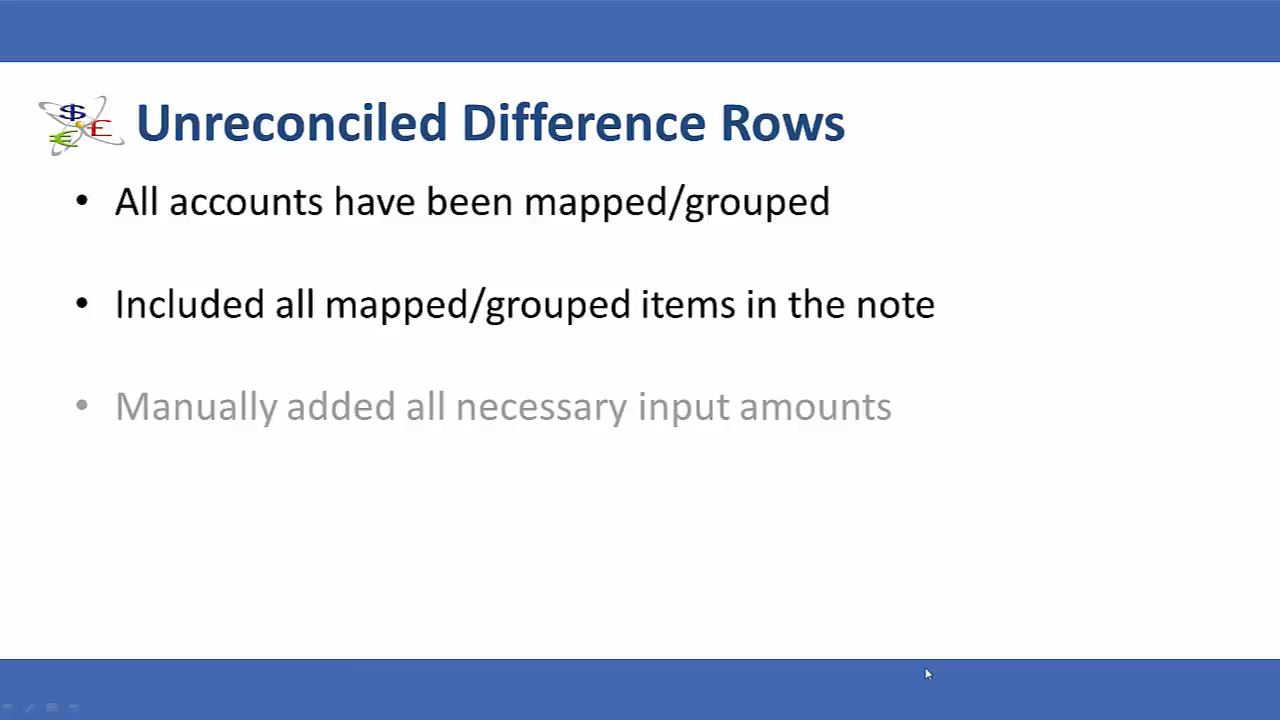 Unreconciled Difference Rows
• All accounts have been mapped/grouped
• Included all mapped/grouped items in the note
• Manually added all necessary input amounts